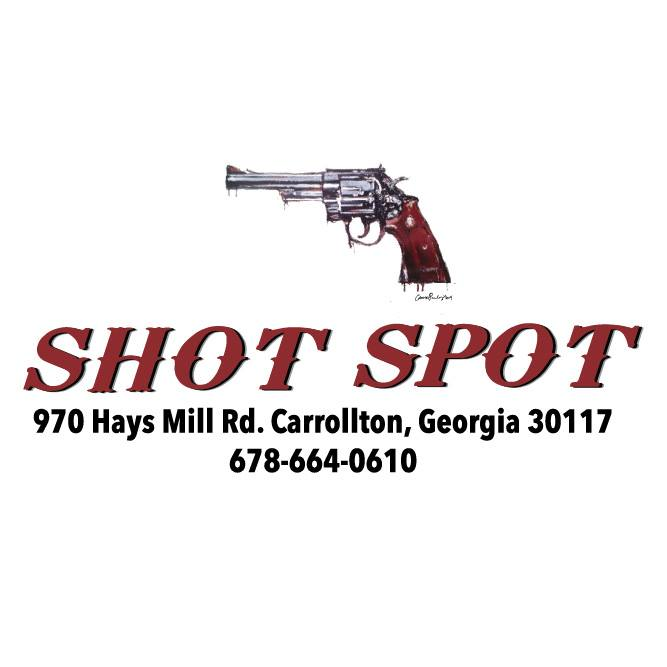 SHOT SPOT
970 Hays Mill Rd. Carrollton, Georgia 30117
678-664-0610